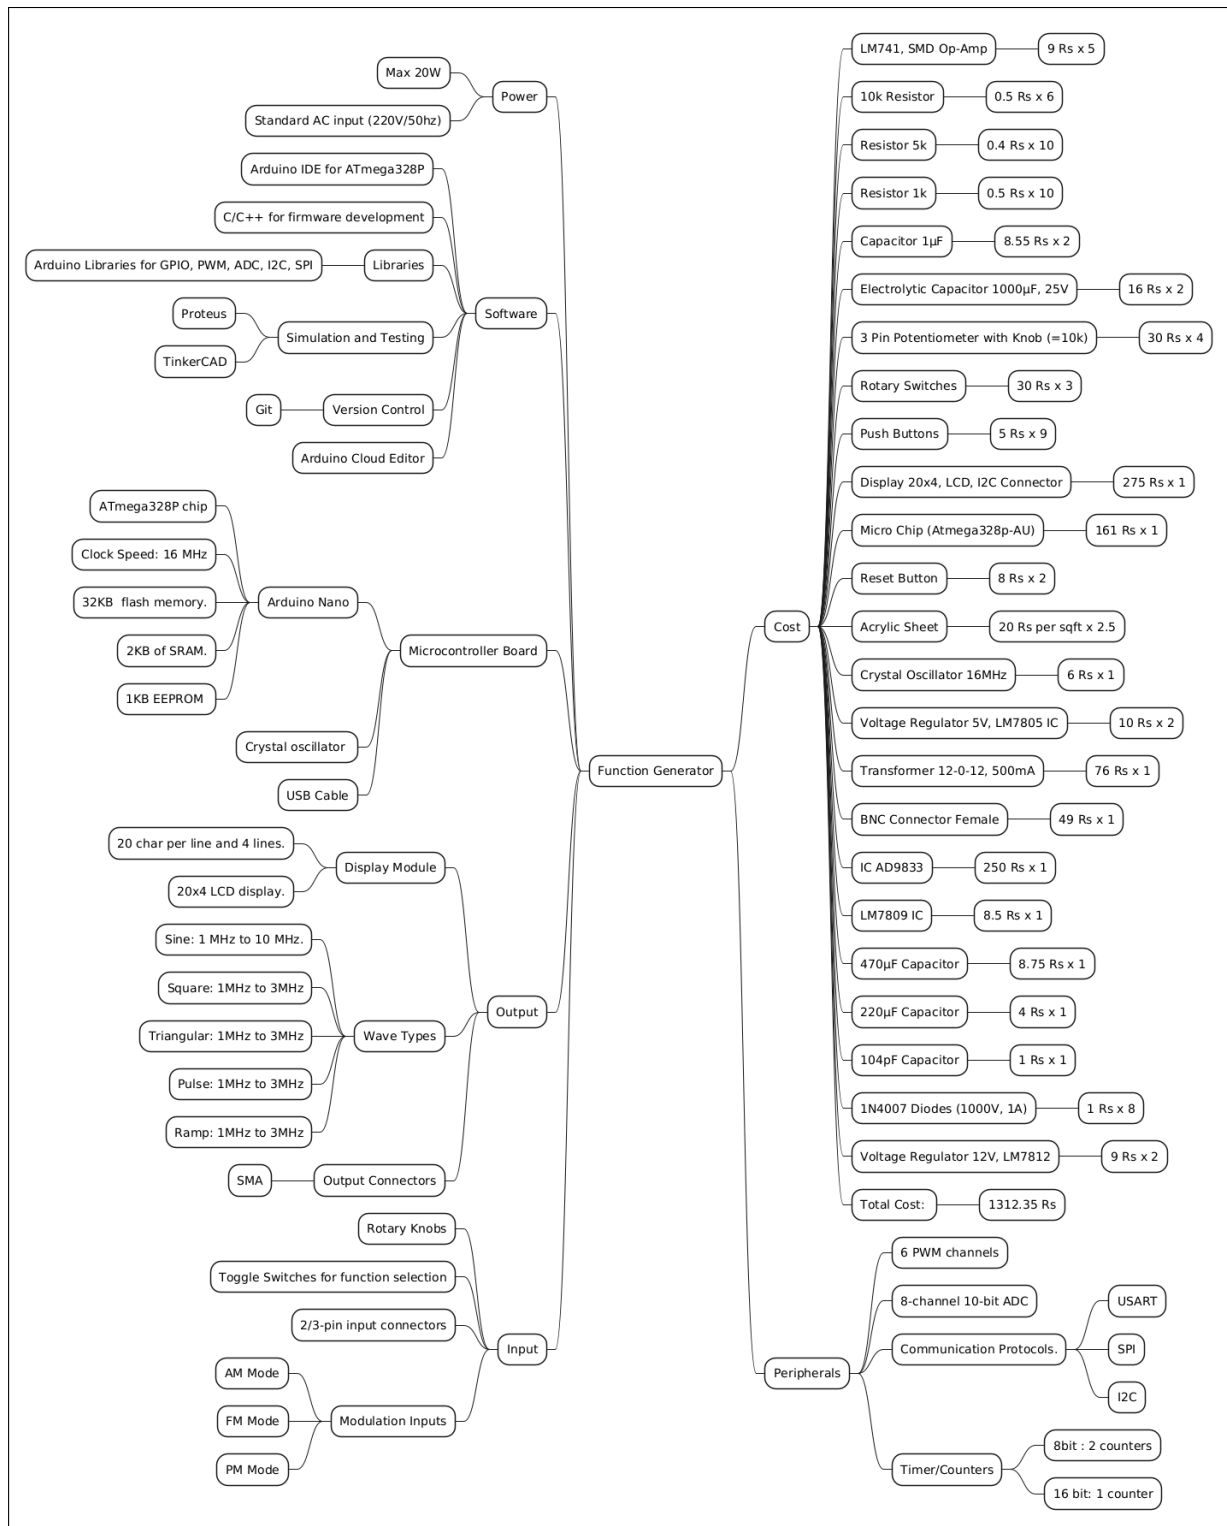 Function Generator
Power
Max 20W
Standard AC input (220V/50hz)
Software
Arduino IDE for ATmega328P
C/C++ for firmware development
Libraries
Arduino Libraries for GPIO, PWM, ADC, I2C, SPI
Simulation and Testing
Proteus
TinkerCAD
Version Control
Git
Arduino Cloud Editor
Microcontroller Board
Arduino Nano
ATmega328P chip
Clock Speed: 16 MHz
32KB  flash memory.
2KB of SRAM.
1KB EEPROM
Crystal oscillator
USB Cable
Output
Display Module
20 char per line and 4 lines.
20x4 LCD display.
Wave Types
Sine: 1 MHz to 10 MHz.
Square: 1MHz to 3MHz
Triangular: 1MHz to 3MHz
Pulse: 1MHz to 3MHz
Ramp: 1MHz to 3MHz
Output Connectors
SMA
Input
Rotary Knobs
Toggle Switches for function selection
2/3-pin input connectors
Modulation Inputs
AM Mode
FM Mode
PM Mode
Cost
LM741, SMD Op-Amp
9 Rs x 5
10k Resistor
0.5 Rs x 6
Resistor 5k
0.4 Rs x 10
Resistor 1k
0.5 Rs x 10
Capacitor 1µF
8.55 Rs x 2
Electrolytic Capacitor 1000µF, 25V
16 Rs x 2
3 Pin Potentiometer with Knob (=10k)
30 Rs x 4
Rotary Switches
30 Rs x 3
Push Buttons
5 Rs x 9
Display 20x4, LCD, I2C Connector
275 Rs x 1
Micro Chip (Atmega328p-AU)
161 Rs x 1
Reset Button
8 Rs x 2
Acrylic Sheet
20 Rs per sqft x 2.5
Crystal Oscillator 16MHz
6 Rs x 1
Voltage Regulator 5V, LM7805 IC
10 Rs x 2
Transformer 12-0-12, 500mA
76 Rs x 1
BNC Connector Female
49 Rs x 1
IC AD9833
250 Rs x 1
LM7809 IC
8.5 Rs x 1
470µF Capacitor
8.75 Rs x 1
220µF Capacitor
4 Rs x 1
104pF Capacitor
1 Rs x 1
1N4007 Diodes (1000V, 1A)
1 Rs x 8
Voltage Regulator 12V, LM7812
9 Rs x 2
Total Cost:
1312.35 Rs
Peripherals
6 PWM channels
8-channel 10-bit ADC
Communication Protocols.
USART
SPI
I2C
Timer/Counters
8bit : 2 counters
16 bit: 1 counter